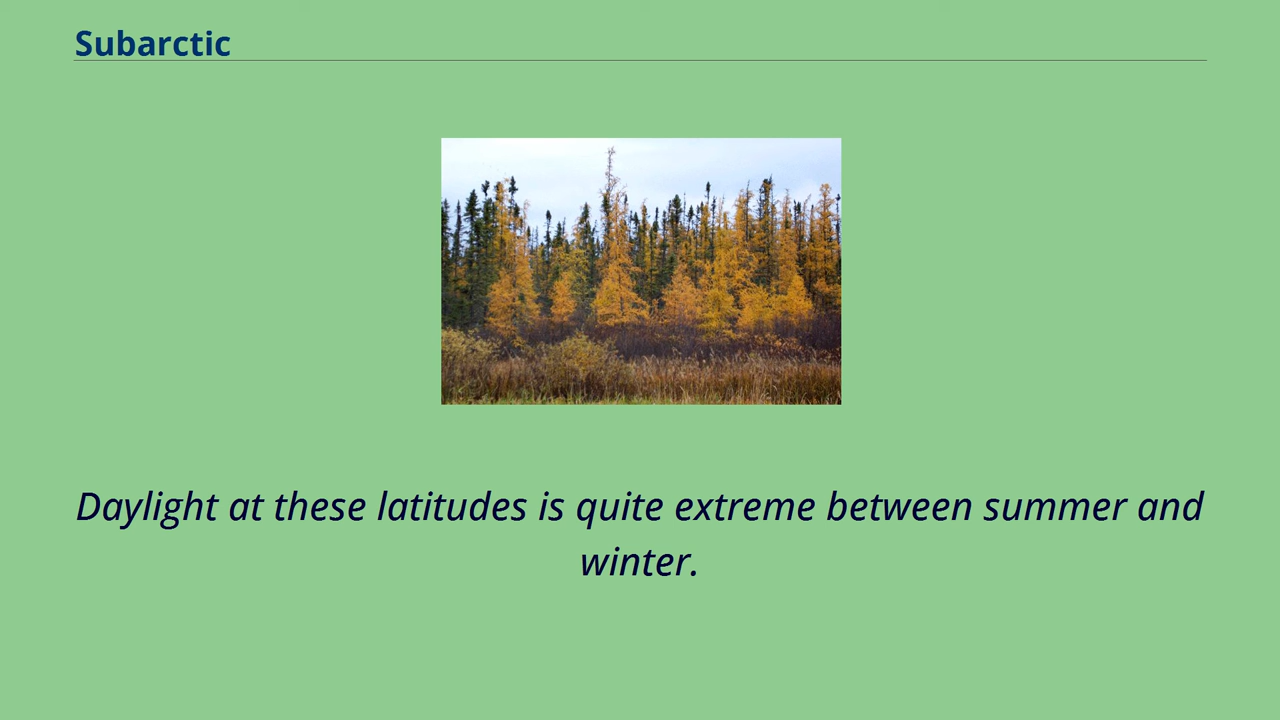 Subarctic
Daylight at these latitudes is quite extreme between summer and
winter.